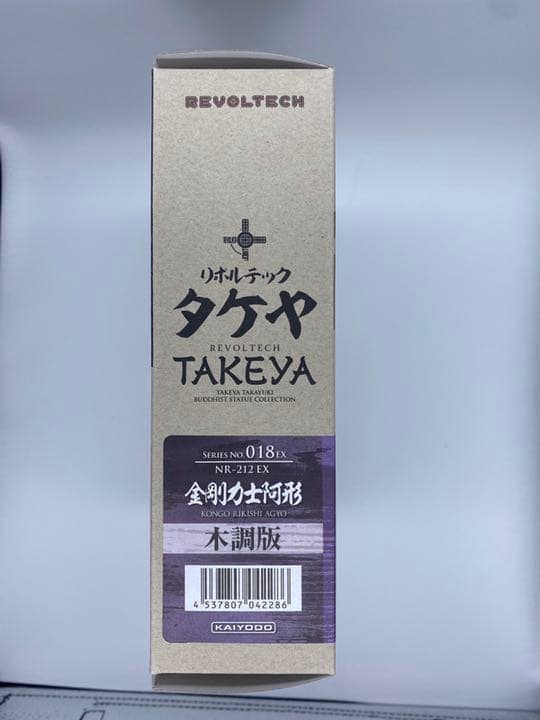 REVOLTECH
リボルテック
タケヤ
REVOLTECH
TAKEYA
TAKEYA TAKAYUKI
BUDDHIST STATUE COLLECTION
SERIES NO.018EX
NR-212 EX
金剛力士阿形
KONGO RIKISHI AGYO
木調版
4 537807 042286
KAIYODO